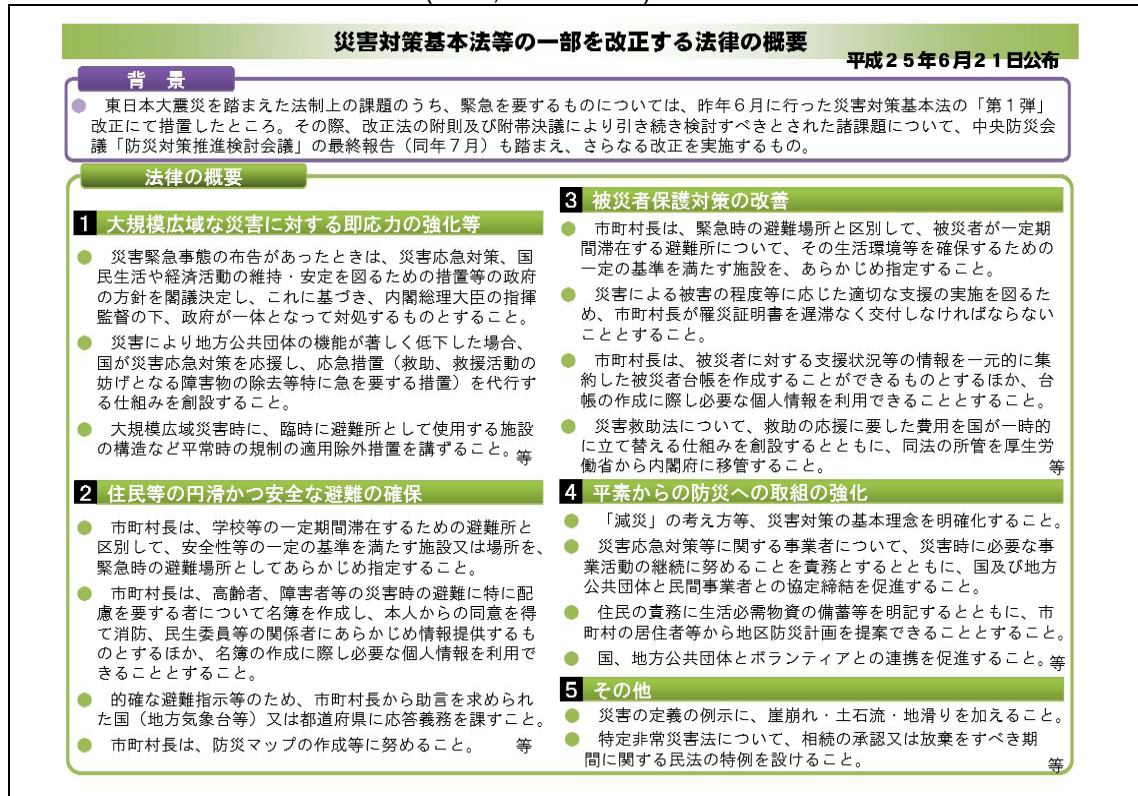 災害対策基本法等の一部を改正する法律の概要
平成25年6月21日公布
背 景
● 東日本大震災を踏まえた法制上の課題のうち、緊急を要するものについては、昨年6月に行った災害対策基本法の「第1弾」
改正にて措置したところ。その際、改正法の附則及び附帯決議により引き続き検討すべきとされた諸課題について、中央防災会
議「防災対策推進検討会議」の最終報告（同年7月）も踏まえ、さらなる改正を実施するもの。
法律の概要
1 大規模広域な災害に対する即応力の強化等
● 災害緊急事態の布告があったときは、災害応急対策、国
民生活や経済活動の維持・安定を図るための措置等の政府
の方針を閣議決定し、これに基づき、内閣総理大臣の指揮
監督の下、政府が一体となって対処するものとすること。
● 災害により地方公共団体の機能が著しく低下した場合、
国が災害応急対策を応援し、応急措置（救助、救援活動の
妨げとなる障害物の除去等特に急を要する措置）を代行す
る仕組みを創設すること。
● 大規模広域災害時に、臨時に避難所として使用する施設
の構造など平常時の規制の適用除外措置を講ずること。 等
2 住民等の円滑かつ安全な避難の確保
● 市町村長は、学校等の一定期間滞在するための避難所と
区別して、安全性等の一定の基準を満たす施設又は場所を、
緊急時の避難場所としてあらかじめ指定すること。
● 市町村長は、高齢者、障害者等の災害時の避難に特に配
慮を要する者について名簿を作成し、本人からの同意を得
て消防、民生委員等の関係者にあらかじめ情報提供するも
のとするほか、名簿の作成に際し必要な個人情報を利用で
きることとすること。
● 的確な避難指示等のため、市町村長から助言を求められ
た国（地方気象台等）又は都道府県に応答義務を課すこと。
● 市町村長は、防災マップの作成等に努めること。 等
3 被災者保護対策の改善
● 市町村長は、緊急時の避難場所と区別して、被災者が一定期
間滞在する避難所について、その生活環境等を確保するための
一定の基準を満たす施設を、あらかじめ指定すること。
● 災害による被害の程度等に応じた適切な支援の実施を図るた
め、市町村長が罹災証明書を遅滞なく交付しなければならない
こととすること。
● 市町村長は、被災者に対する支援状況等の情報を一元的に集
約した被災者台帳を作成することができるものとするほか、台
帳の作成に際し必要な個人情報を利用できることとすること。
● 災害救助法について、救助の応援に要した費用を国が一時的
に立て替える仕組みを創設するとともに、同法の所管を厚生労
働省から内閣府に移管すること。 等
4 平素からの防災への取組の強化
● 「減災」の考え方等、災害対策の基本理念を明確化すること。
● 災害応急対策等に関する事業者について、災害時に必要な事
業活動の継続に努めることを責務とするとともに、国及び地方
公共団体と民間事業者との協定締結を促進すること。
● 住民の責務に生活必需物資の備蓄等を明記するとともに、市
町村の居住者等から地区防災計画を提案できることとすること。
● 国、地方公共団体とボランティアとの連携を促進すること。 等
5 その他
● 災害の定義の例示に、崖崩れ・土石流・地滑りを加えること。
● 特定非常災害法について、相続の承認又は放棄をすべき期
間に関する民法の特例を設けること。 等